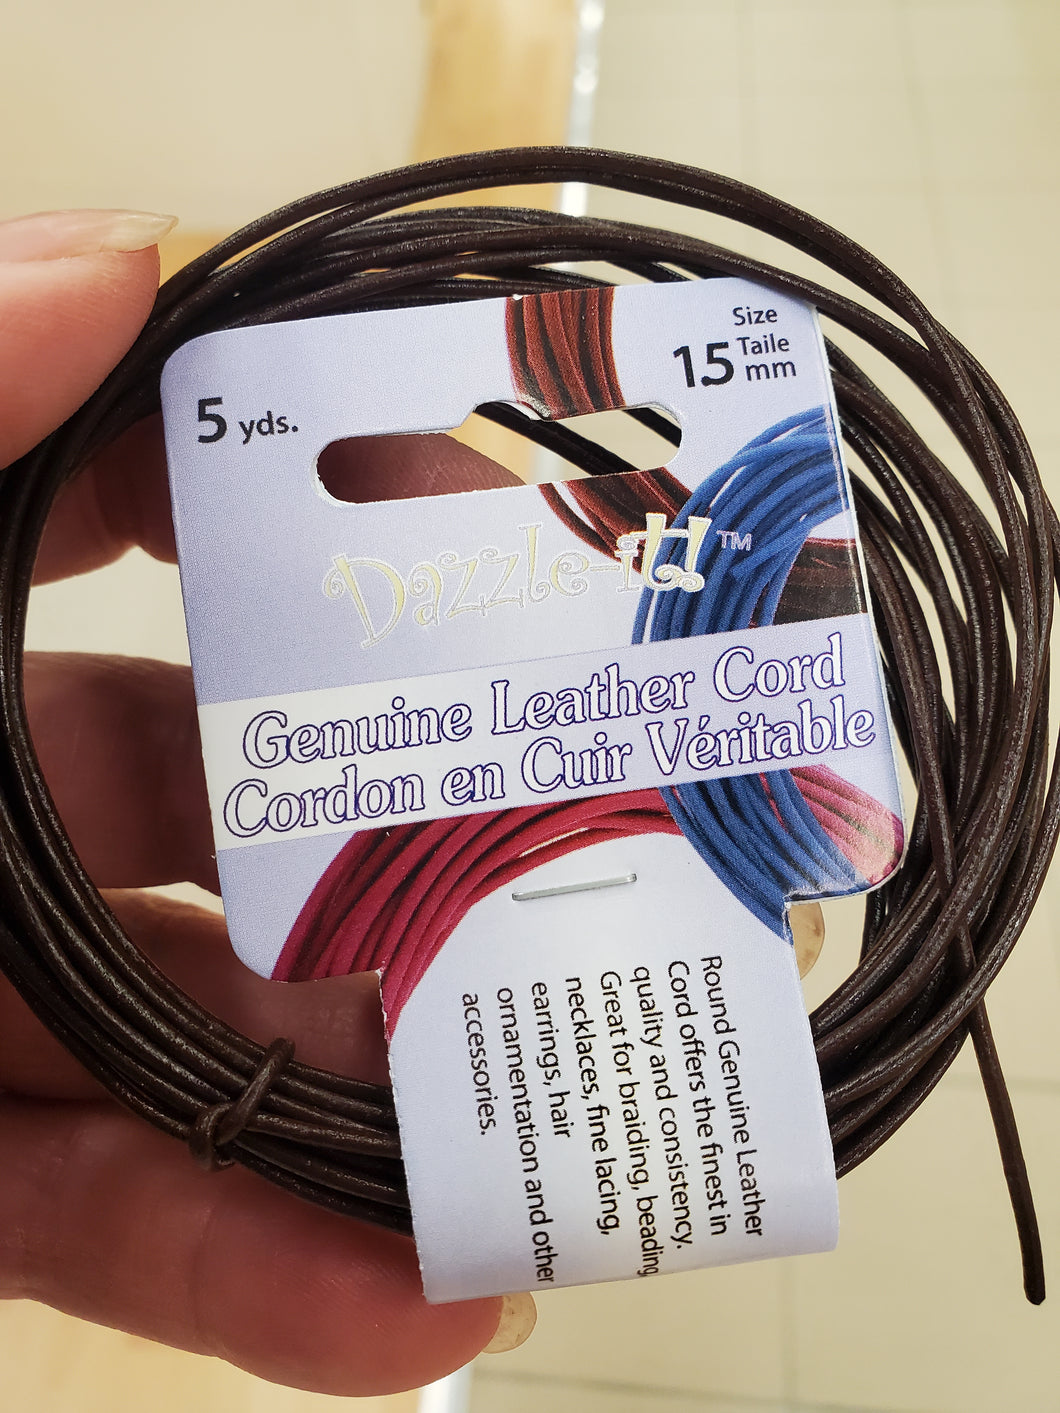 5 yds.
Size
Taile
15 mm
Dazzle-it! ™
Genuine Leather Cord
Cordon en Cuir Véritable
Round Genuine Leather
Cord offers the finest in
quality and consistency.
Great for braiding, beading
necklaces, fine lacing,
earrings, hair
ornamentation and other
accessories.